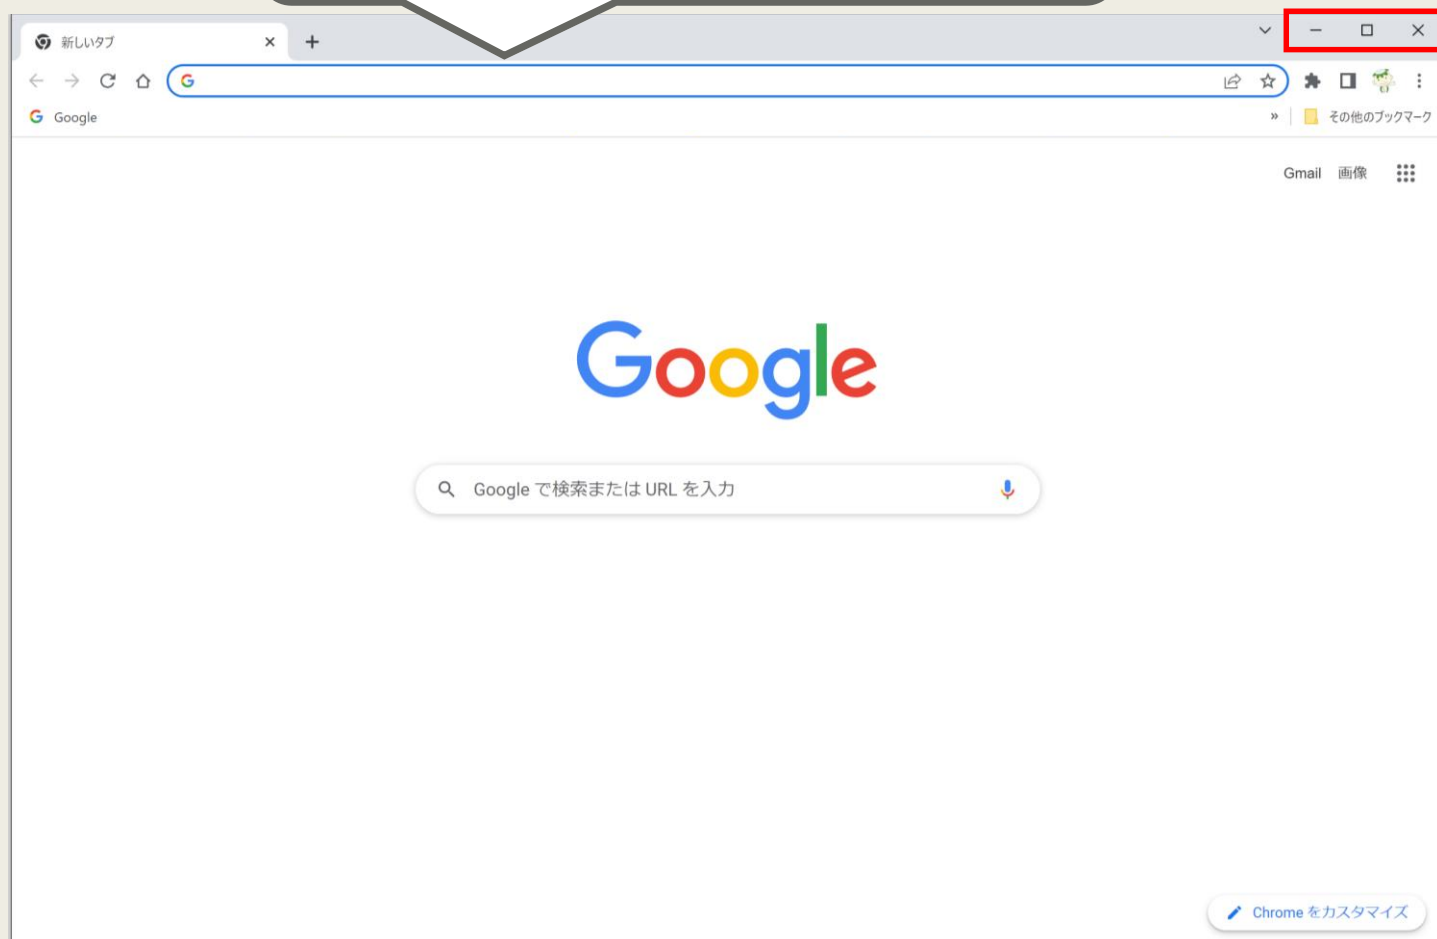 新しいタブ
Google
その他のブックマーク
Gmail 画像
Google
Google で検索または URL を入力
Chrome をカスタマイズ